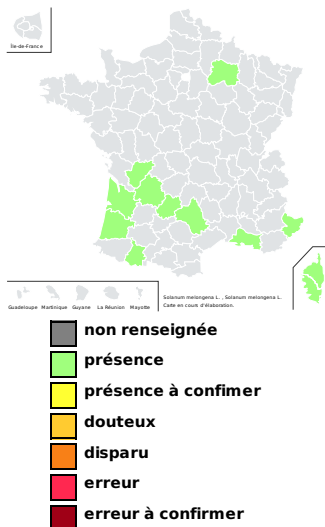 Île-de-France
Guadeloupe Martinique Guyane La Réunion Mayotte
Solanum melongena L. , Solanum melongena L.
Carte en cours d'élaboration.
non renseignée
présence
présence à confimer
douteux
disparu
erreur
erreur à confirmer